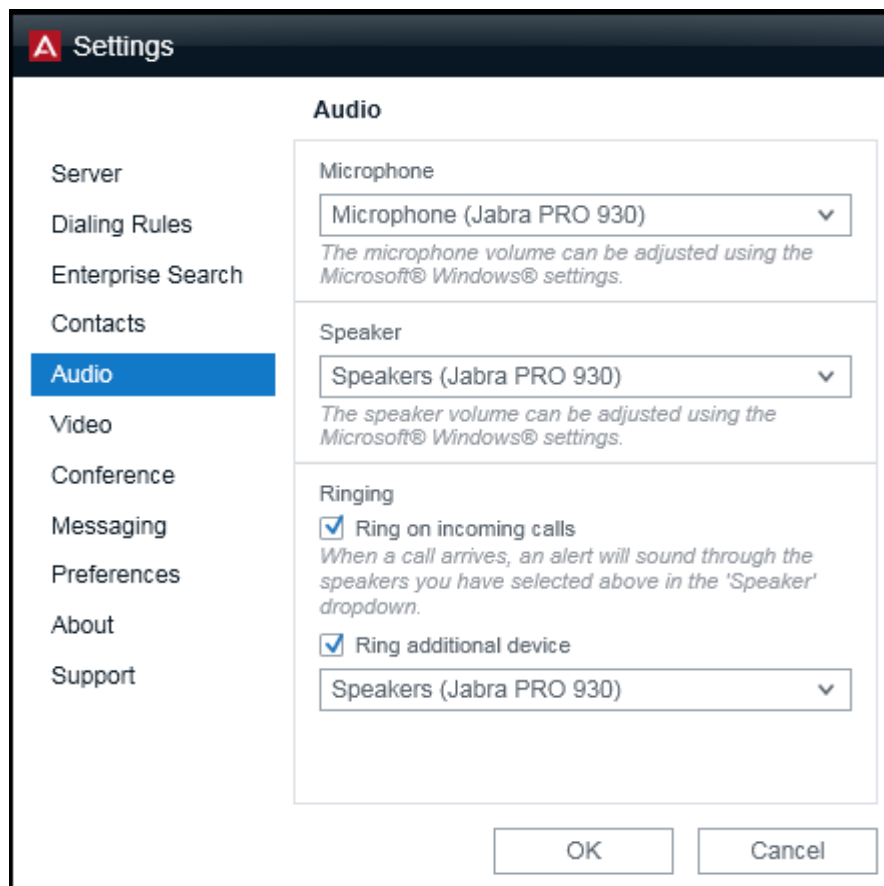 Settings
Audio
Server
Dialing Rules
Enterprise Search
Contacts
Audio
Video
Conference
Messaging
Preferences
About
Support
Microphone
Microphone (Jabra PRO 930)
The microphone volume can be adjusted using the
Microsoft® Windows® settings.
Speaker
Speakers (Jabra PRO 930)
The speaker volume can be adjusted using the
Microsoft® Windows® settings.
Ringing
Ring on incoming calls
When a call arrives, an alert will sound through the
speakers you have selected above in the 'Speaker'
dropdown.
Ring additional device
Speakers (Jabra PRO 930)
OK
Cancel